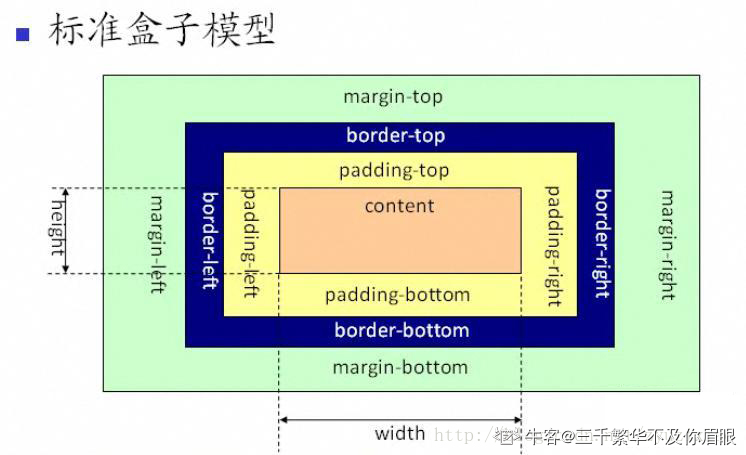 标准盒子模型
margin-top
border-top
padding-top
content
height
margin-left
border-left
padding-left
padding-right
border-right
margin-right
padding-bottom
border-bottom
margin-bottom
width
http://
牛客@三千繁华不及你眉眼